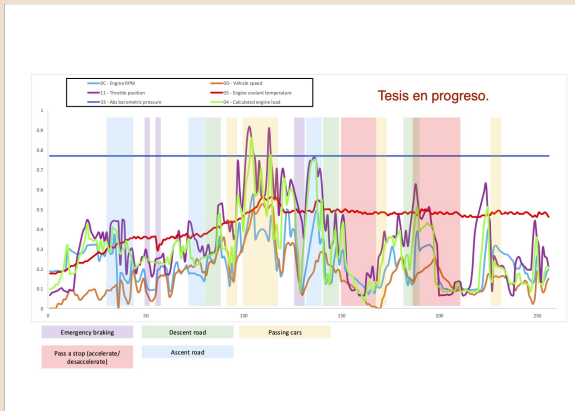 0C - Engine RPM
0D - Vehicle speed
11 - Throttle position
05 - Engine coolant temperature
33 - Abs barometric pressure
04 - Calculated engine load
Tesis en progreso.
1
0.9
0.8
0.7
0.6
0.5
0.4
0.3
0.2
0.1
0
0 50 100 150 200 250
Emergency braking
Descent road
Passing cars
Pass a stop (accelerate/
desaccelerate)
Ascent road